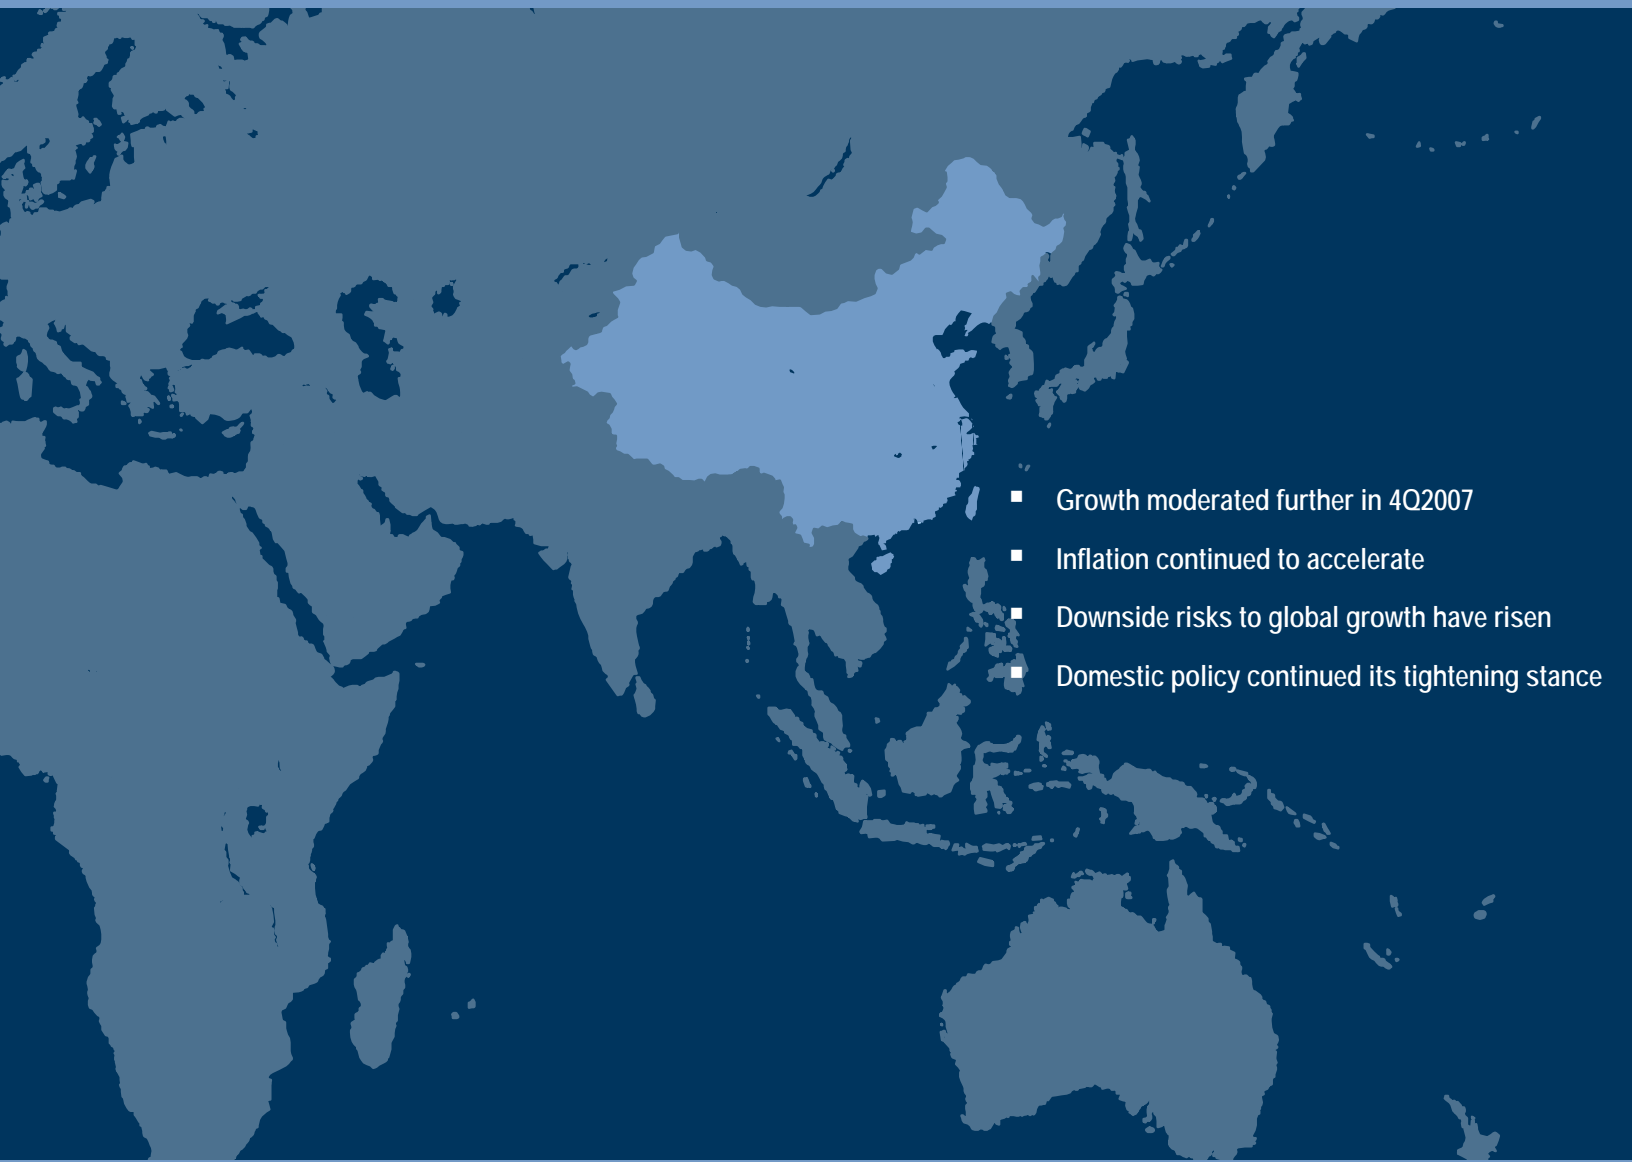 ▪ Growth moderated further in 4Q2007
▪ Inflation continued to accelerate
▪ Downside risks to global growth have risen
▪ Domestic policy continued its tightening stance